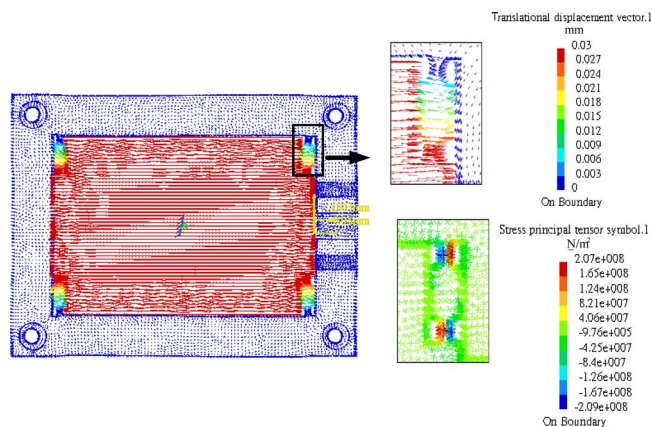 Translational displacement vector.1
mm
0.03
0.027
0.024
0.021
0.018
0.015
0.012
0.009
0.006
0.003
0
On Boundary
Stress principal tensor symbol.1
N/m²
2.07e+008
1.65e+008
1.24e+008
8.21e+007
4.06e+007
-9.76e+005
-4.25e+007
-8.4e+007
-1.26e+008
-1.67e+008
-2.09e+008
On Boundary